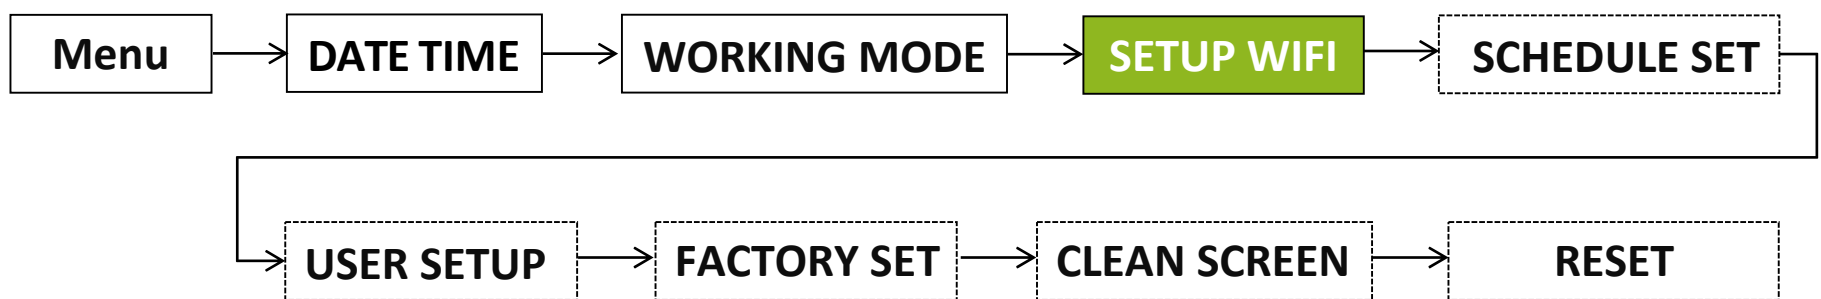 Menu
DATE TIME
WORKING MODE
SETUP WIFI
SCHEDULE SET
USER SETUP
FACTORY SET
CLEAN SCREEN
RESET